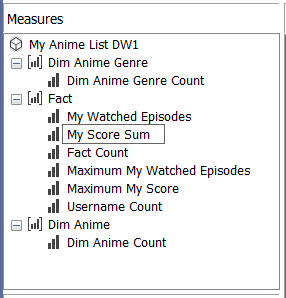 Measures
My Anime List DW1
Dim Anime Genre
Dim Anime Genre Count
Fact
My Watched Episodes
My Score Sum
Fact Count
Maximum My Watched Episodes
Maximum My Score
Username Count
Dim Anime
Dim Anime Count